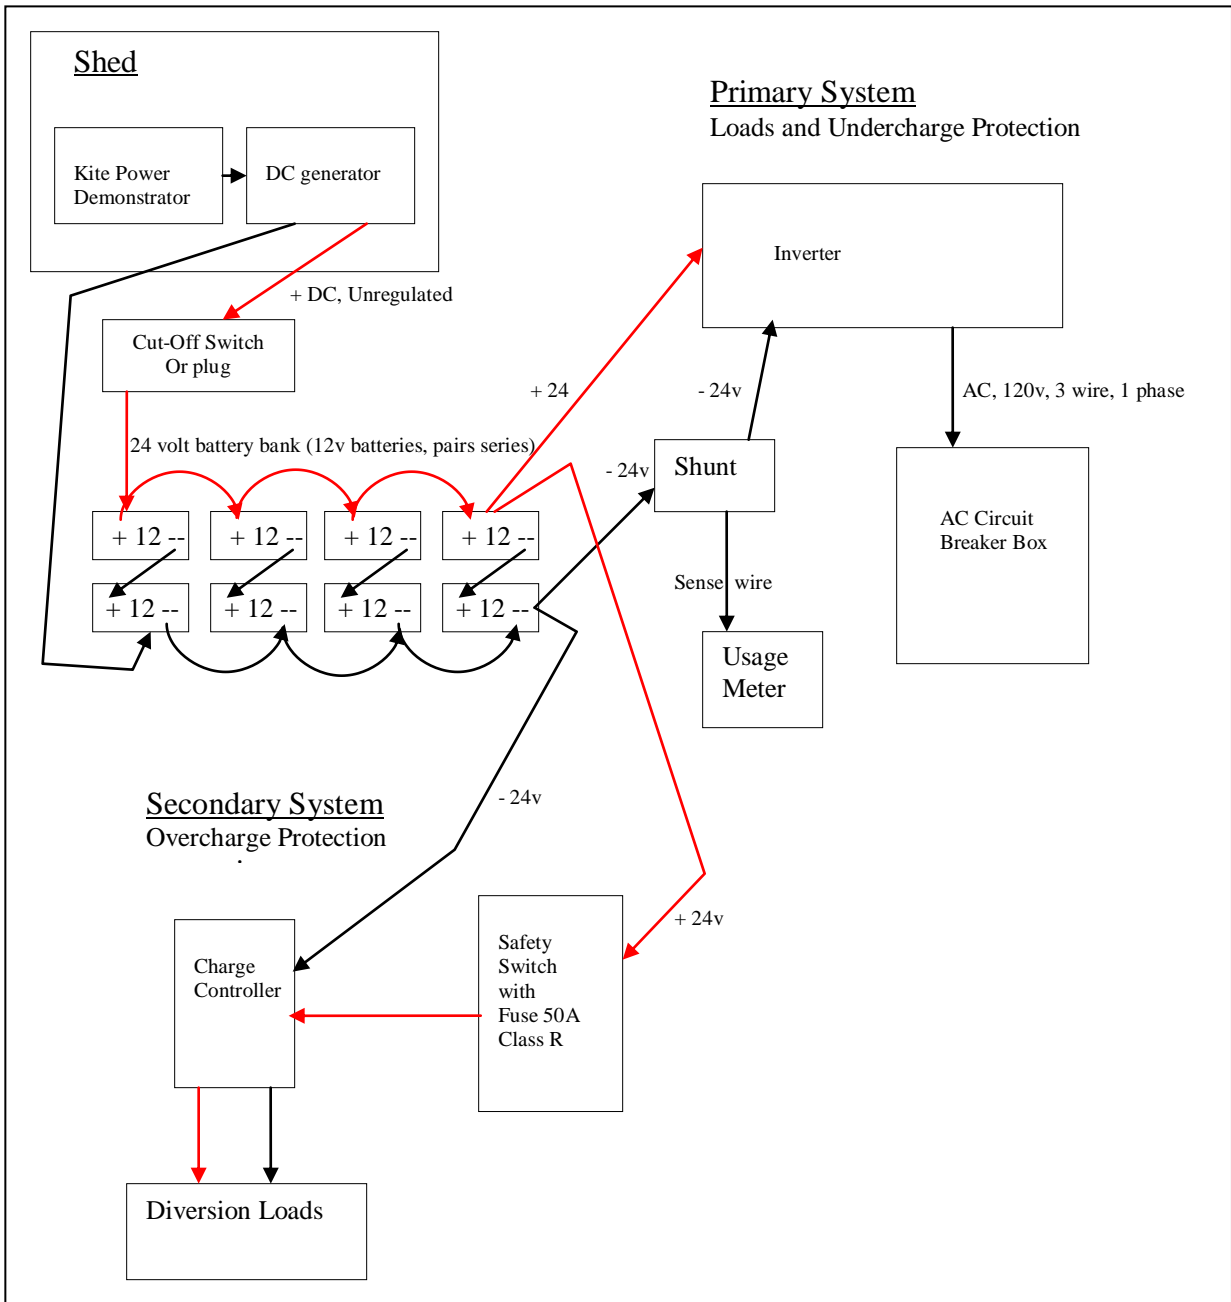 Shed
Kite Power
Demonstrator
DC generator
+ DC, Unregulated
Cut-Off Switch
Or plug
Primary System
Loads and Undercharge Protection
Inverter
+ 24
- 24v
AC, 120v, 3 wire, 1 phase
24 volt battery bank (12v batteries, pairs series)
- 24v
Shunt
+ 12 -- + 12 -- + 12 -- + 12 --
+ 12 -- + 12 -- + 12 -- + 12 --
AC Circuit
Breaker Box
Sense wire
Usage
Meter
Secondary System
Overcharge Protection
.
- 24v
+ 24v
Charge
Controller
Safety
Switch
with
Fuse 50A
Class R
Diversion Loads